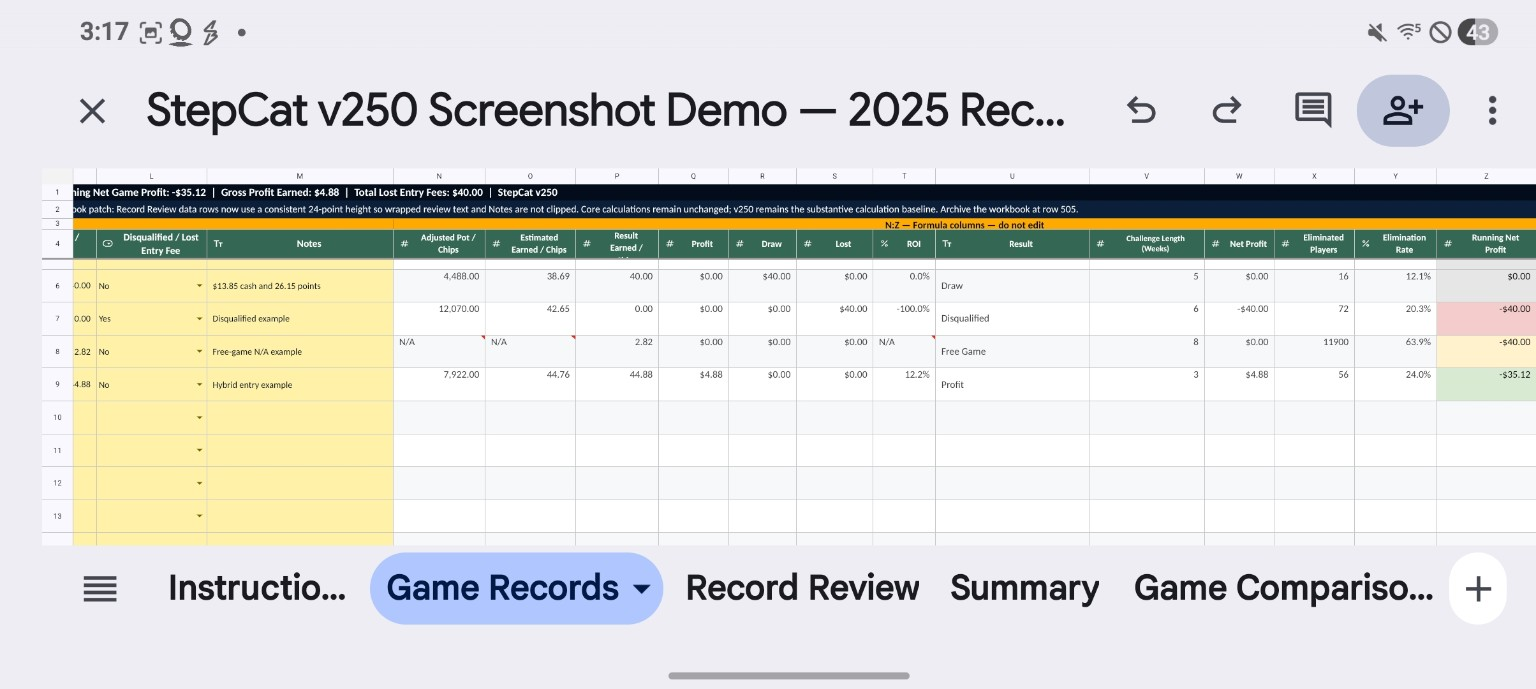 3:17
5
43
StepCat v250 Screenshot Demo — 2025 Rec...
L M N O P Q R S T U V W X Y Z
1 ning Net Game Profit: -$35.12 | Gross Profit Earned: $4.88 | Total Lost Entry Fees: $40.00 | StepCat v250
2 ook patch: Record Review data rows now use a consistent 24-point height so wrapped review text and Notes are not clipped. Core calculations remain unchanged; v250 remains the substantive calculation baseline. Archive the workbook at row 505.
3 N:Z — Formula columns — do not edit
4 / Disqualified / Lost Entry Fee Tт Notes # Adjusted Pot / Chips # Estimated Earned / Chips # Result Earned / # Profit # Draw # Lost % ROI Tт Result # Challenge Length (Weeks) # Net Profit # Eliminated Players % Elimination Rate # Running Net Profit
6 0.00 No $13.85 cash and 26.15 points 4,488.00 38.69 40.00 $0.00 $40.00 $0.00 0.0% Draw 5 $0.00 16 12.1% $0.00
7 0.00 Yes Disqualified example 12,070.00 42.65 0.00 $0.00 $0.00 $40.00 -100.0% Disqualified 6 -$40.00 72 20.3% -$40.00
8 2.82 No Free-game N/A example N/A N/A 2.82 $0.00 $0.00 $0.00 N/A Free Game 8 $0.00 11900 63.9% -$40.00
9 4.88 No Hybrid entry example 7,922.00 44.76 44.88 $4.88 $0.00 $0.00 12.2% Profit 3 $4.88 56 24.0% -$35.12
10
11
12
13
Instructio... Game Records Record Review Summary Game Compariso...